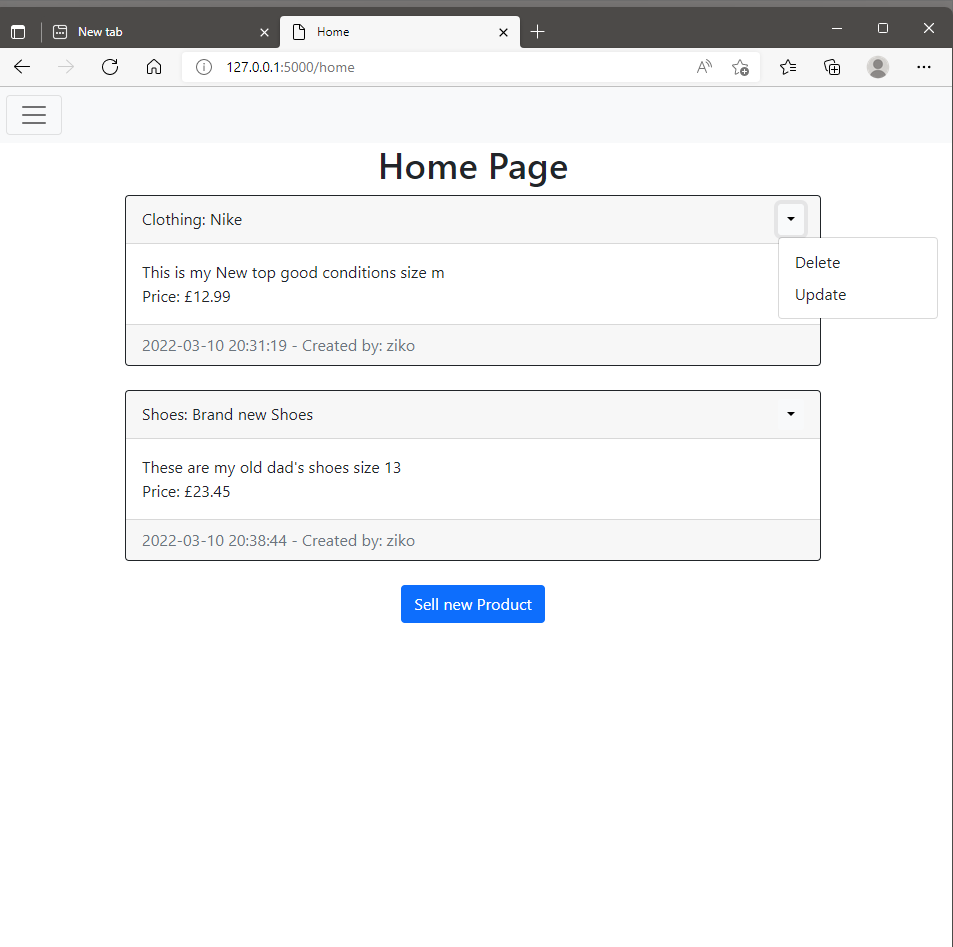 New tab
Home
127.0.0.1:5000/home
Home Page
Clothing: Nike
Delete
Update
This is my New top good conditions size m
Price: £12.99
2022-03-10 20:31:19 - Created by: ziko
Shoes: Brand new Shoes
These are my old dad's shoes size 13
Price: £23.45
2022-03-10 20:38:44 - Created by: ziko
Sell new Product